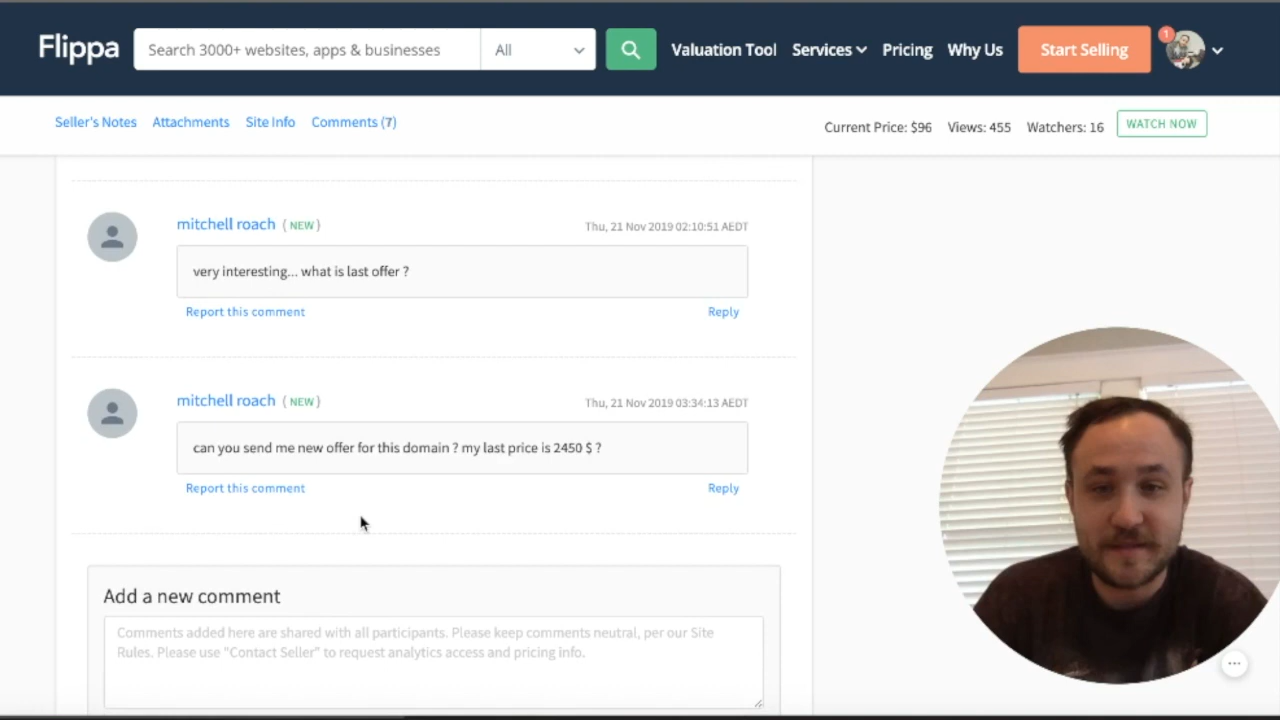 Flippa
Search 3000+ websites, apps & businesses
All
Valuation Tool
Services
Pricing
Why Us
Start Selling
1
Seller's Notes
Attachments
Site Info
Comments (7)
Current Price: $96
Views: 455
Watchers: 16
WATCH NOW
mitchell roach ( NEW )
Thu, 21 Nov 2019 02:10:51 AEDT
very interesting... what is last offer ?
Report this comment
Reply
mitchell roach ( NEW )
Thu, 21 Nov 2019 03:34:13 AEDT
can you send me new offer for this domain ? my last price is 2450 $ ?
Report this comment
Reply
Add a new comment
Comments added here are shared with all participants. Please keep comments neutral, per our Site
Rules. Please use "Contact Seller" to request analytics access and pricing info.